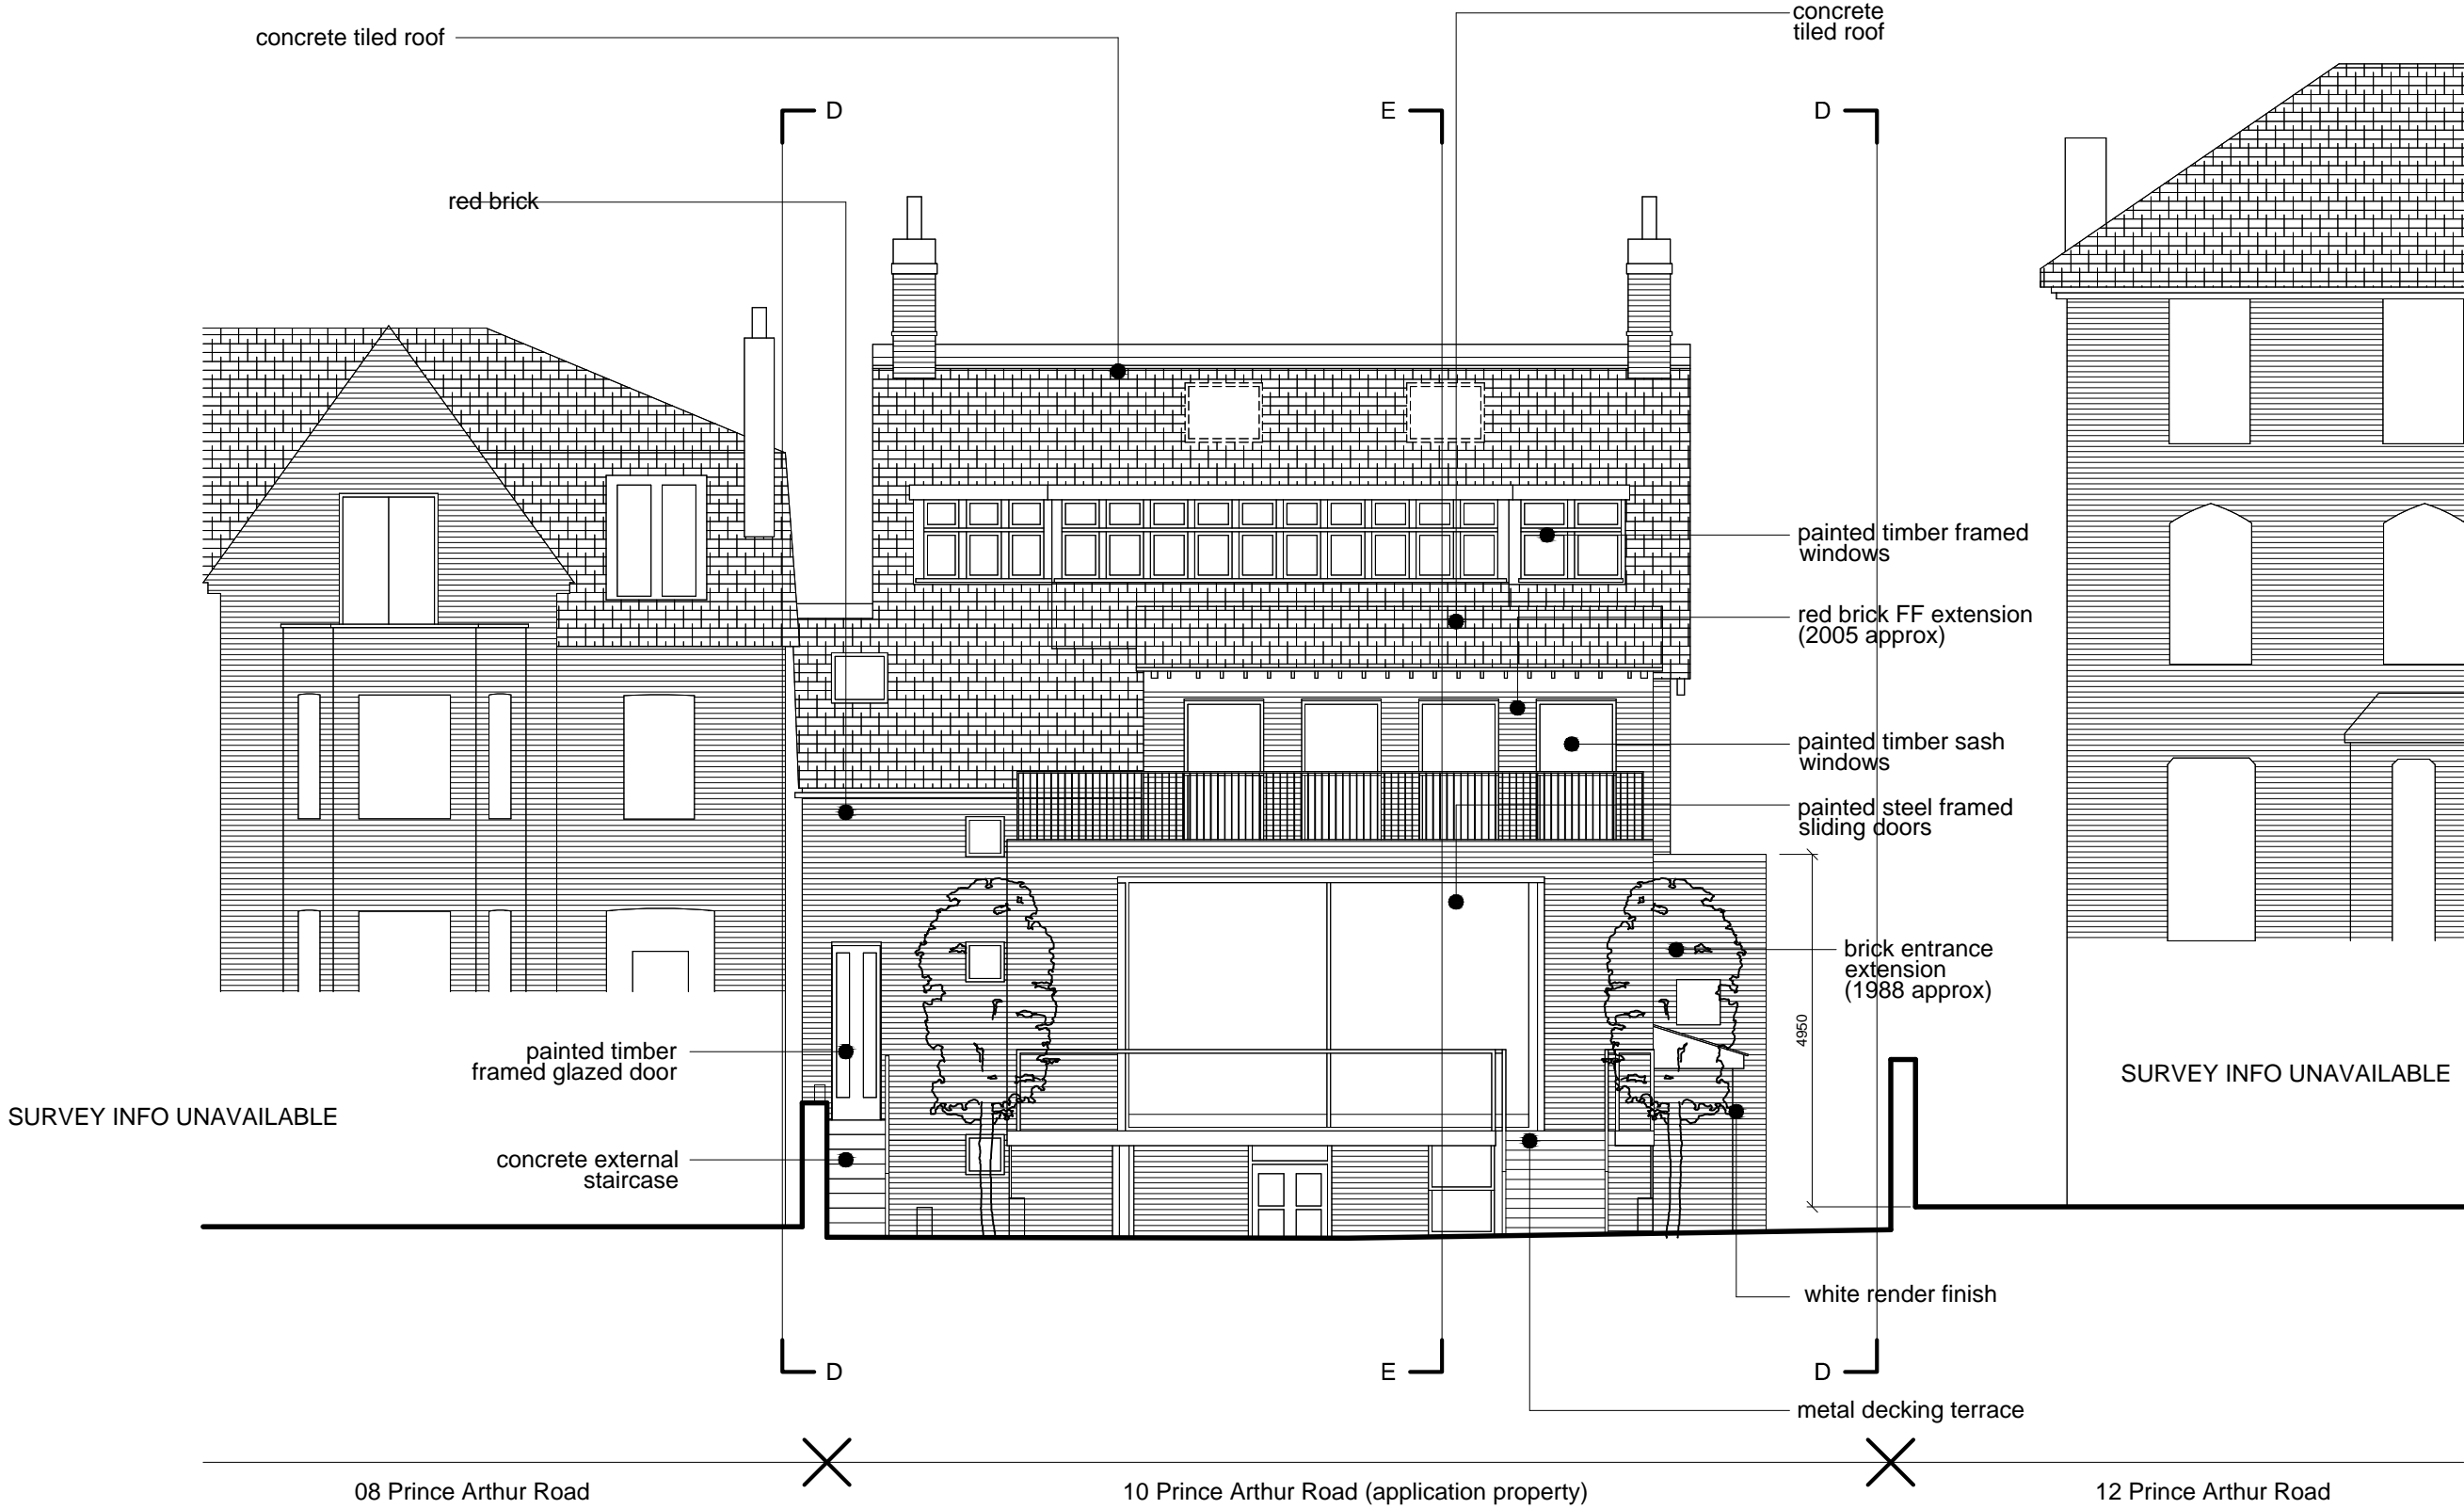 concrete
tiled roof
concrete tiled roof
D
E
D
red brick
painted timber framed
windows
red brick FF extension
(2005 approx)
painted timber sash
windows
painted steel framed
sliding doors
brick entrance
extension
(1988 approx)
4950
painted timber
framed glazed door
SURVEY INFO UNAVAILABLE
SURVEY INFO UNAVAILABLE
concrete external
staircase
white render finish
D
E
D
metal decking terrace
08 Prince Arthur Road
10 Prince Arthur Road (application property)
12 Prince Arthur Road